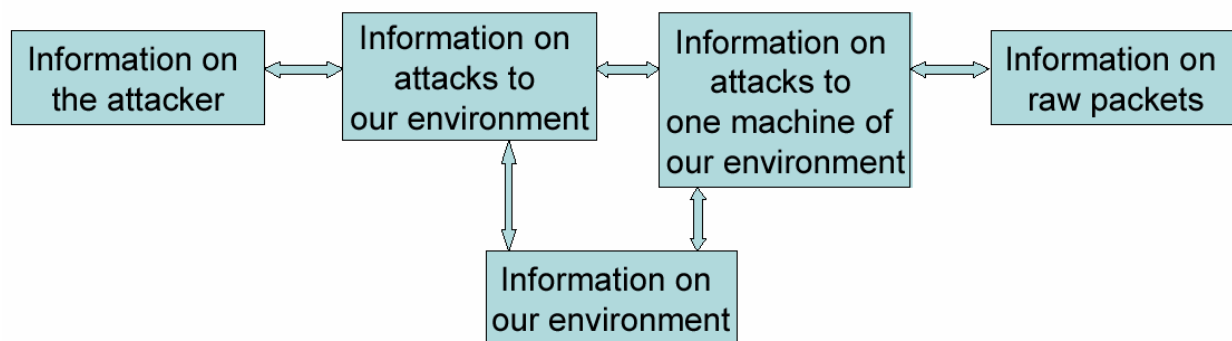 Information on
the attacker
Information on
attacks to
our environment
Information on
attacks to
one machine of
our environment
Information on
raw packets
Information on
our environment